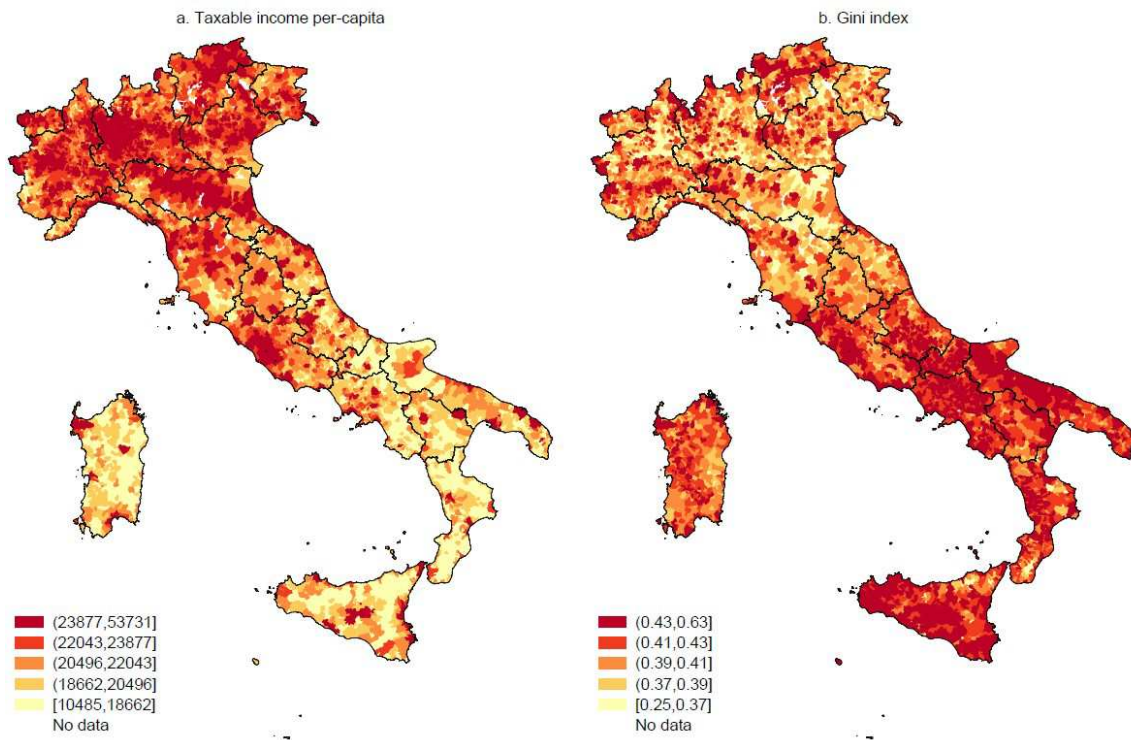 a. Taxable income per-capita
(23877,53731]
(22043,23877]
(20496,22043]
(18662,20496]
[10485,18662]
No data
b. Gini index
(0.43,0.63]
(0.41,0.43]
(0.39,0.41]
(0.37,0.39]
[0.25,0.37]
No data